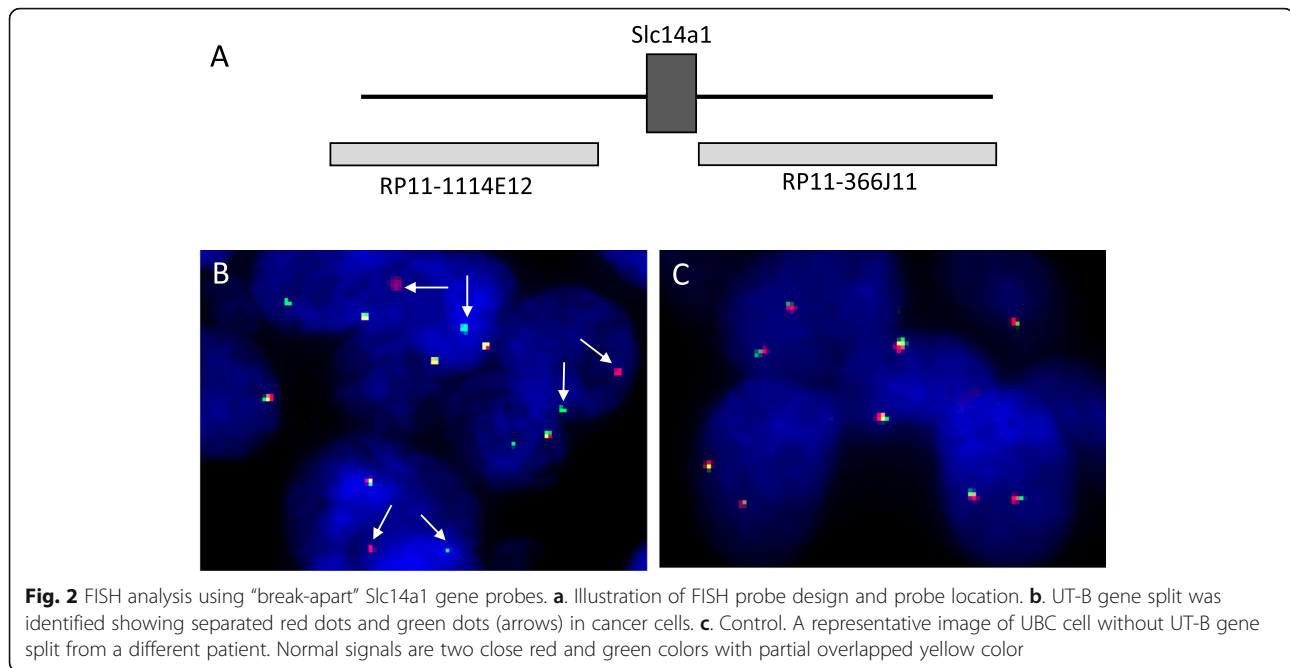 A
Slc14a1
RP11-1114E12
RP11-366J11
B
C
Fig. 2 FISH analysis using “break-apart” Slc14a1 gene probes. a. Illustration of FISH probe design and probe location. b. UT-B gene split was
identified showing separated red dots and green dots (arrows) in cancer cells. c. Control. A representative image of UBC cell without UT-B gene
split from a different patient. Normal signals are two close red and green colors with partial overlapped yellow color